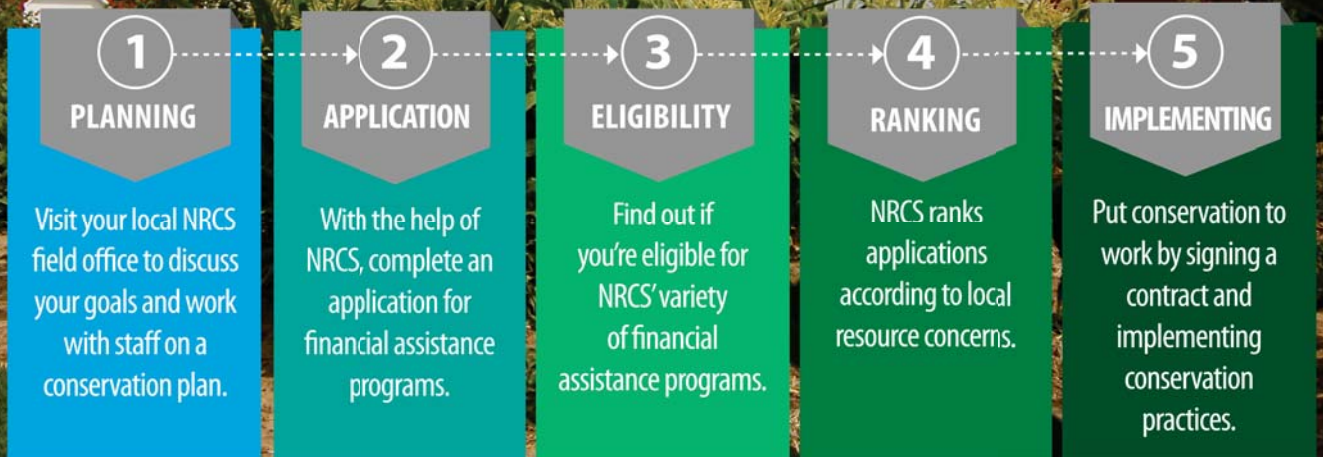 1
PLANNING
Visit your local NRCS
field office to discuss
your goals and work
with staff on a
conservation plan.
2
APPLICATION
With the help of
NRCS, complete an
application for
financial assistance
programs.
3
ELIGIBILITY
Find out if
you're eligible for
NRCS' variety
of financial
assistance programs.
4
RANKING
NRCS ranks
applications
according to local
resource concerns.
5
IMPLEMENTING
Put conservation to
work by signing a
contract and
implementing
conservation
practices.